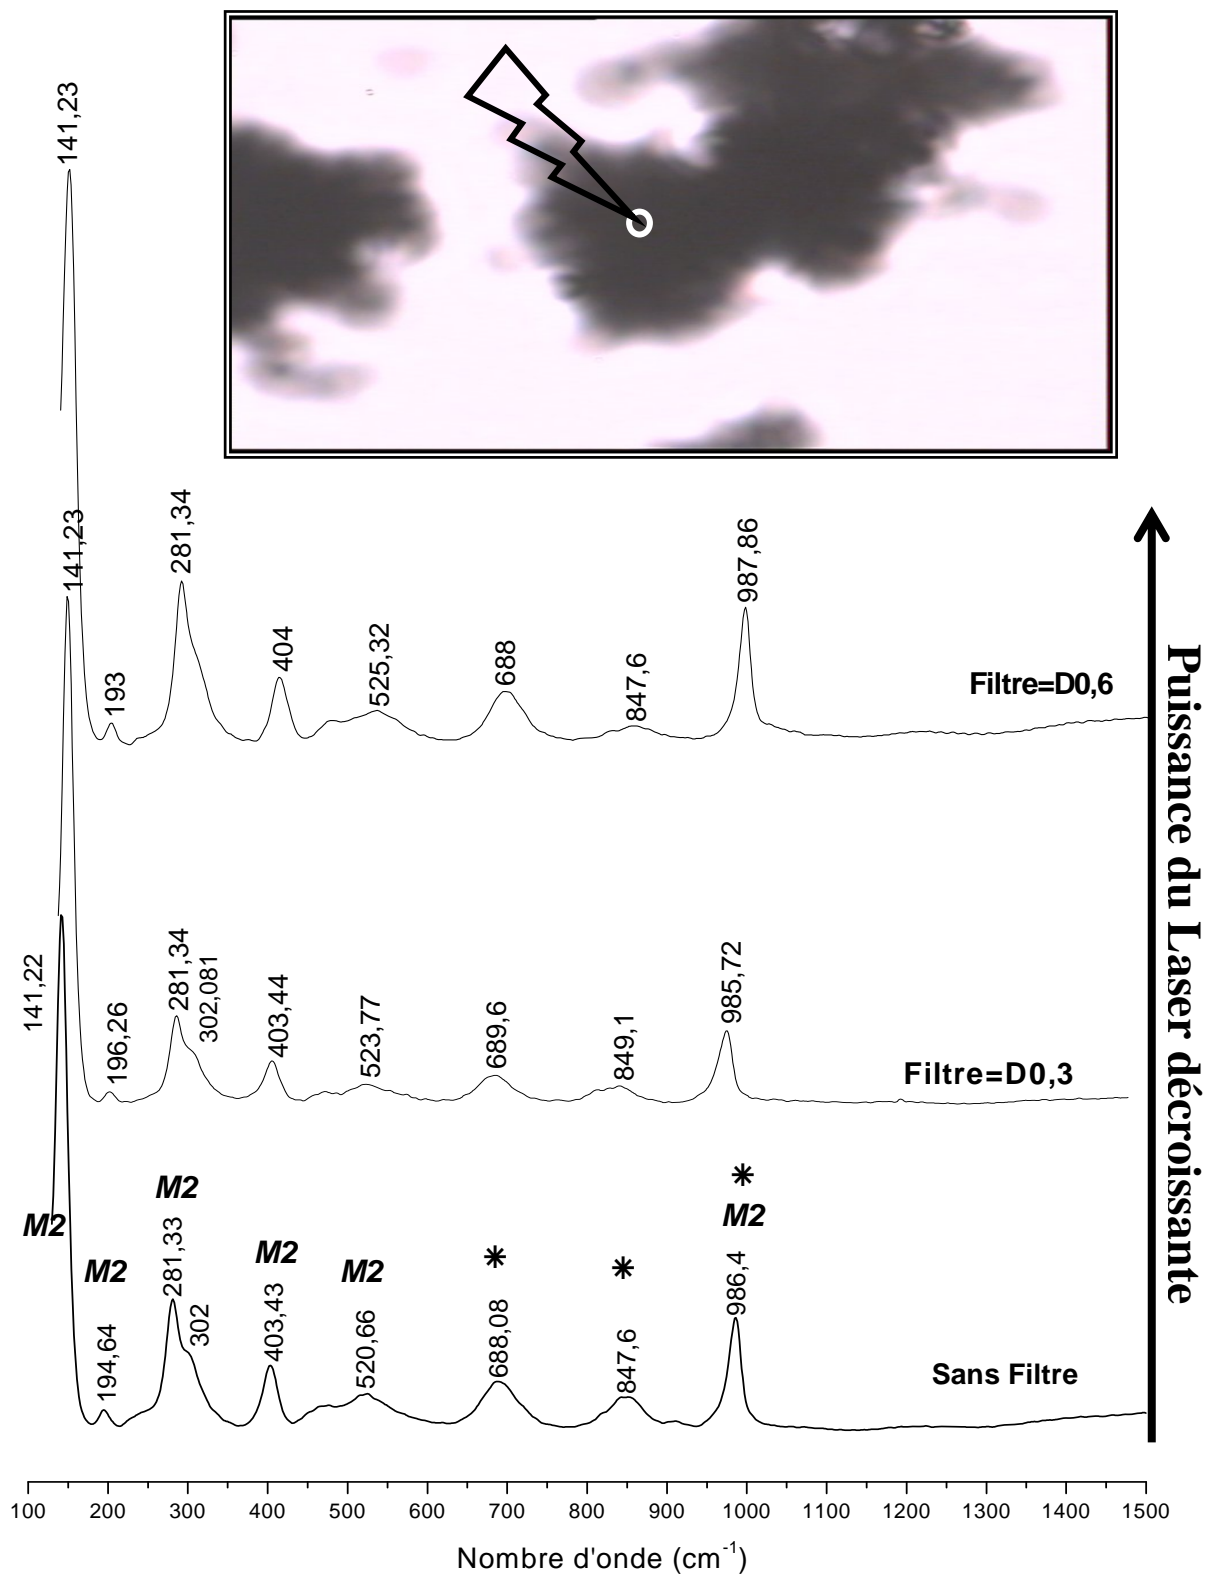 141,23
141,23
193
281,34
404
525,32
688
847,6
987,86
Filtre=D0,6
141,22
196,26
281,34
302,081
403,44
523,77
689,6
849,1
985,72
Filtre=D0,3
M2
M2
M2
M2
M2
*
*
*
M2
194,64
281,33
302
403,43
520,66
688,08
847,6
986,4
Sans Filtre
Puissance du Laser décroissante
100 200 300 400 500 600 700 800 900 1000 1100 1200 1300 1400 1500
Nombre d'onde (cm⁻¹)